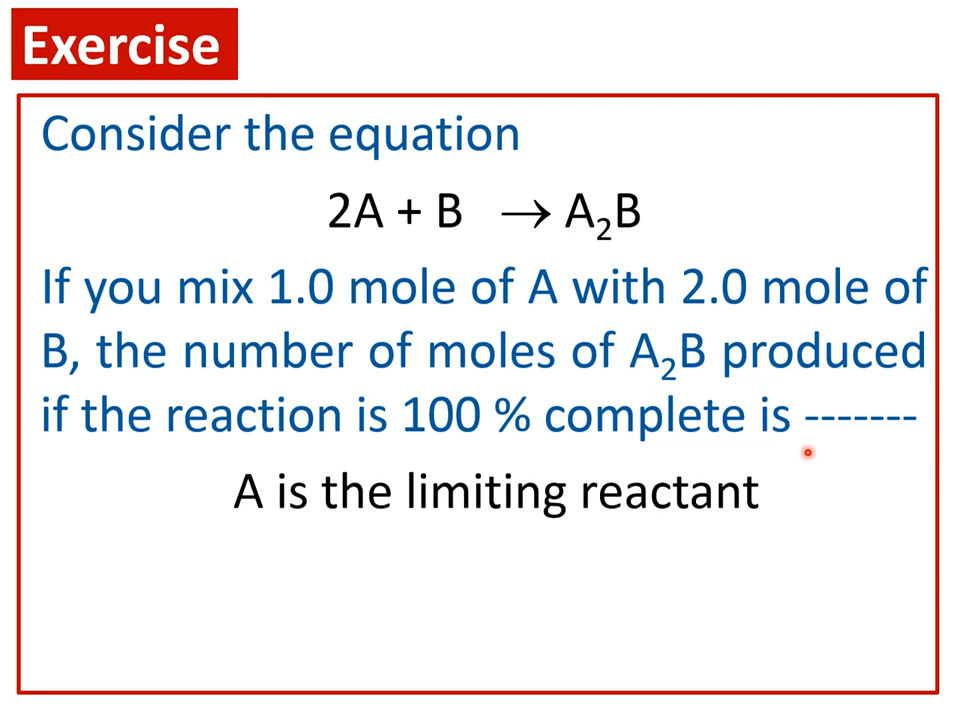 Exercise
Consider the equation
2A + B → A₂B
If you mix 1.0 mole of A with 2.0 mole of
B, the number of moles of A₂B produced
if the reaction is 100 % complete is -------
A is the limiting reactant